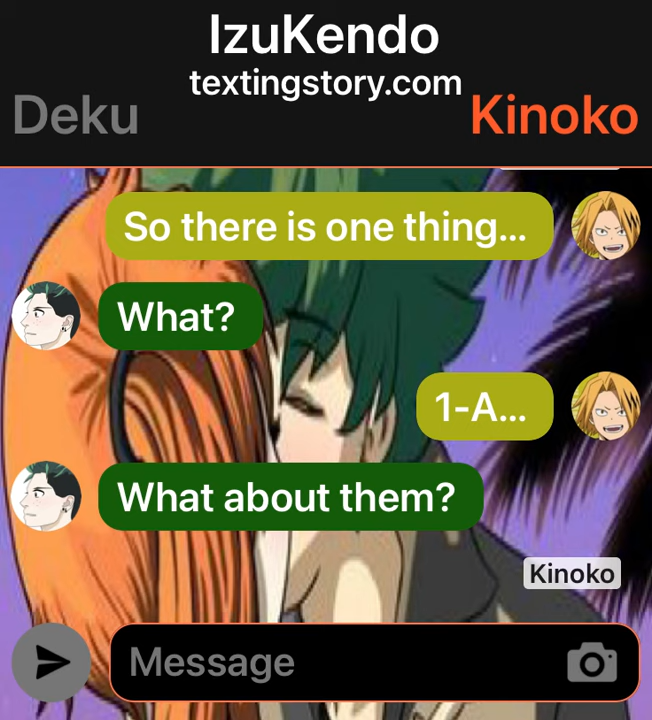 IzuKendo
textingstory.com
Deku
Kinoko
So there is one thing...
What?
1-A...
What about them?
Kinoko
Message